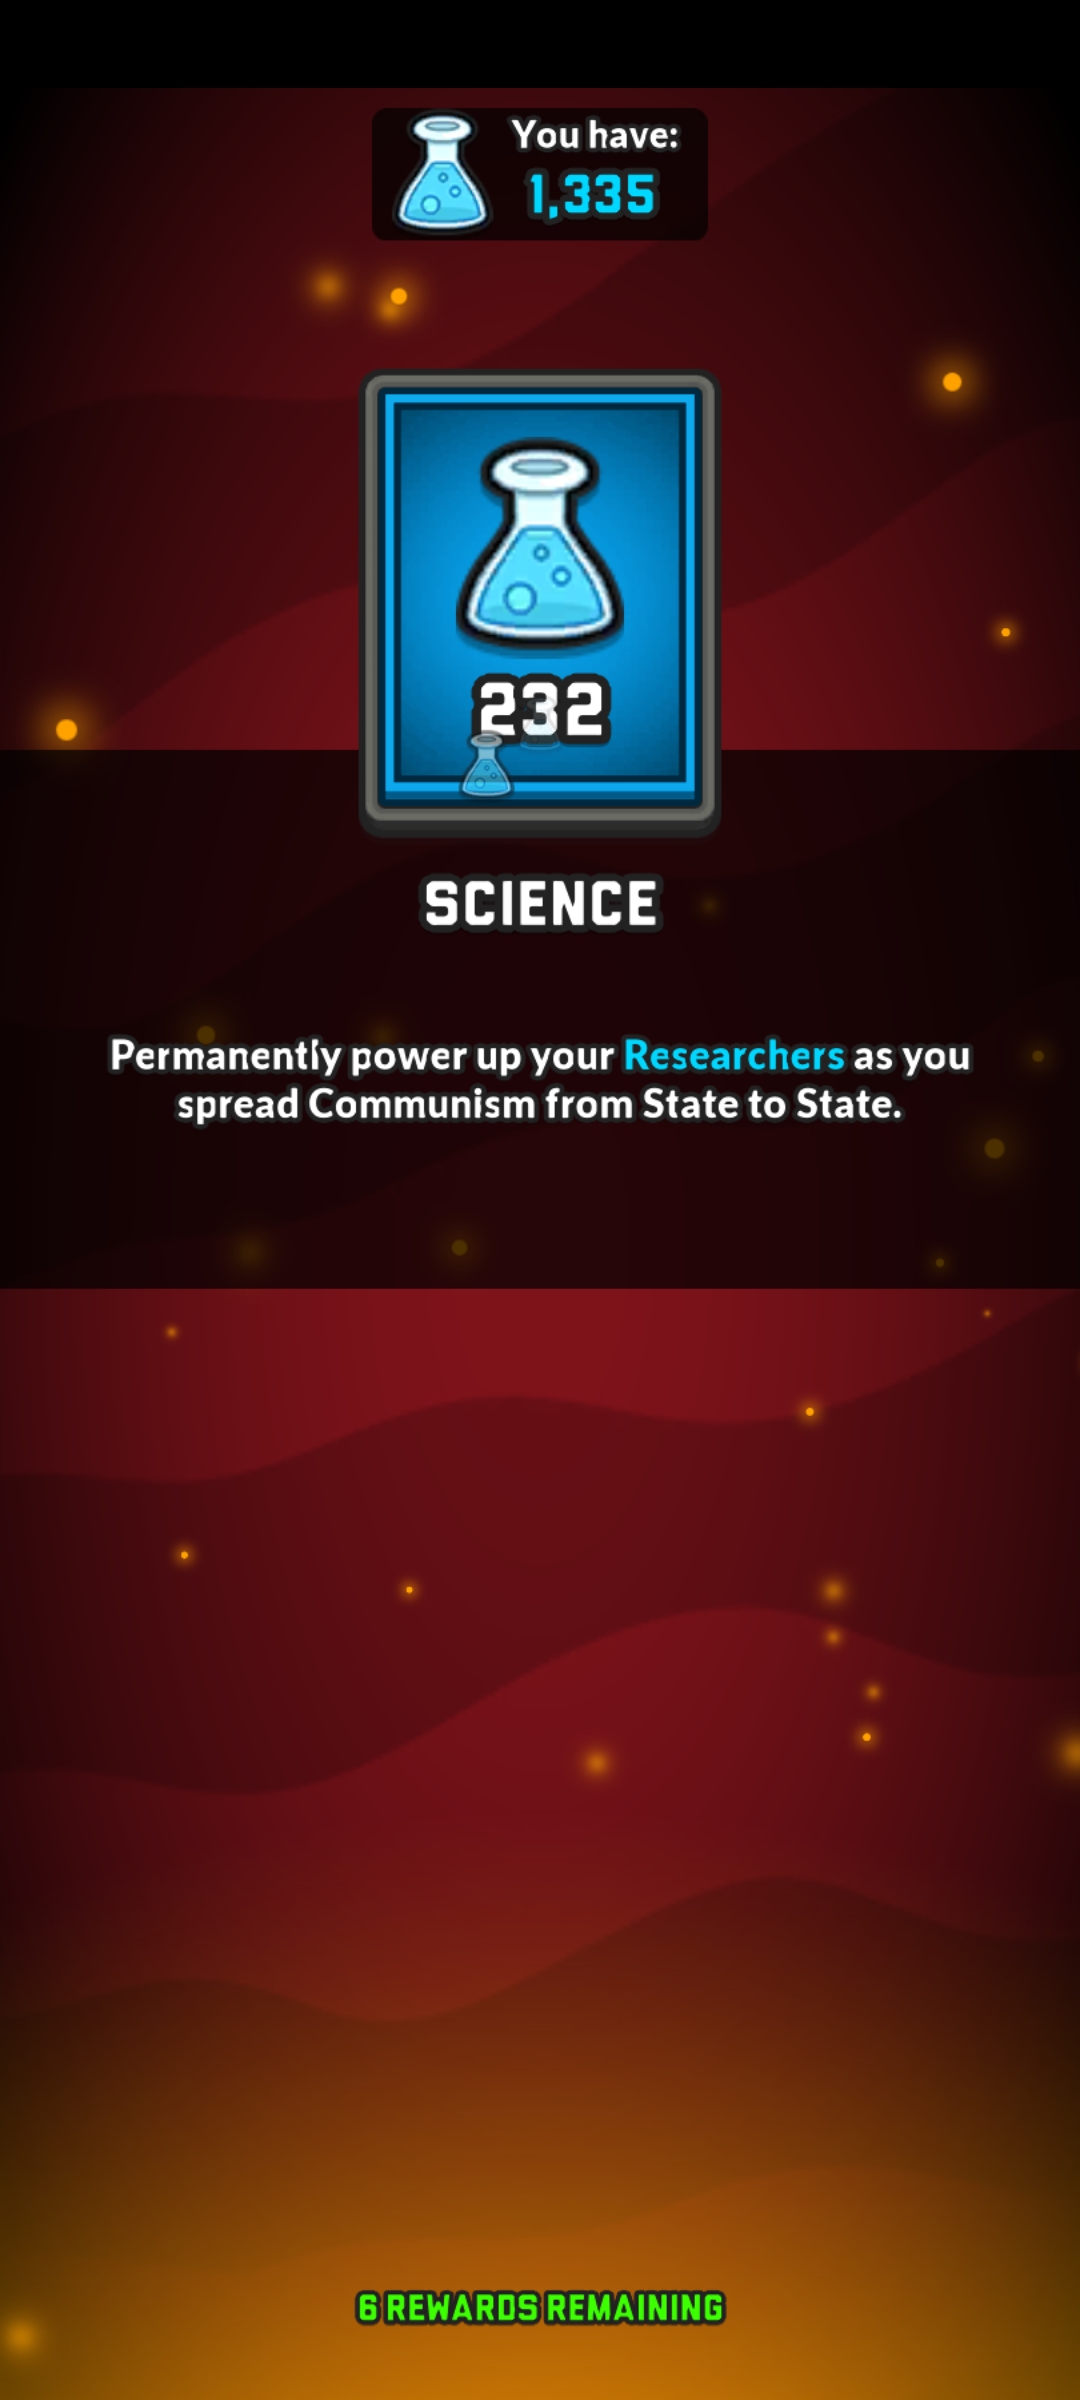 You have:
1,335
232
SCIENCE
Permanently power up your Researchers as you
spread Communism from State to State.
6 REWARDS REMAINING